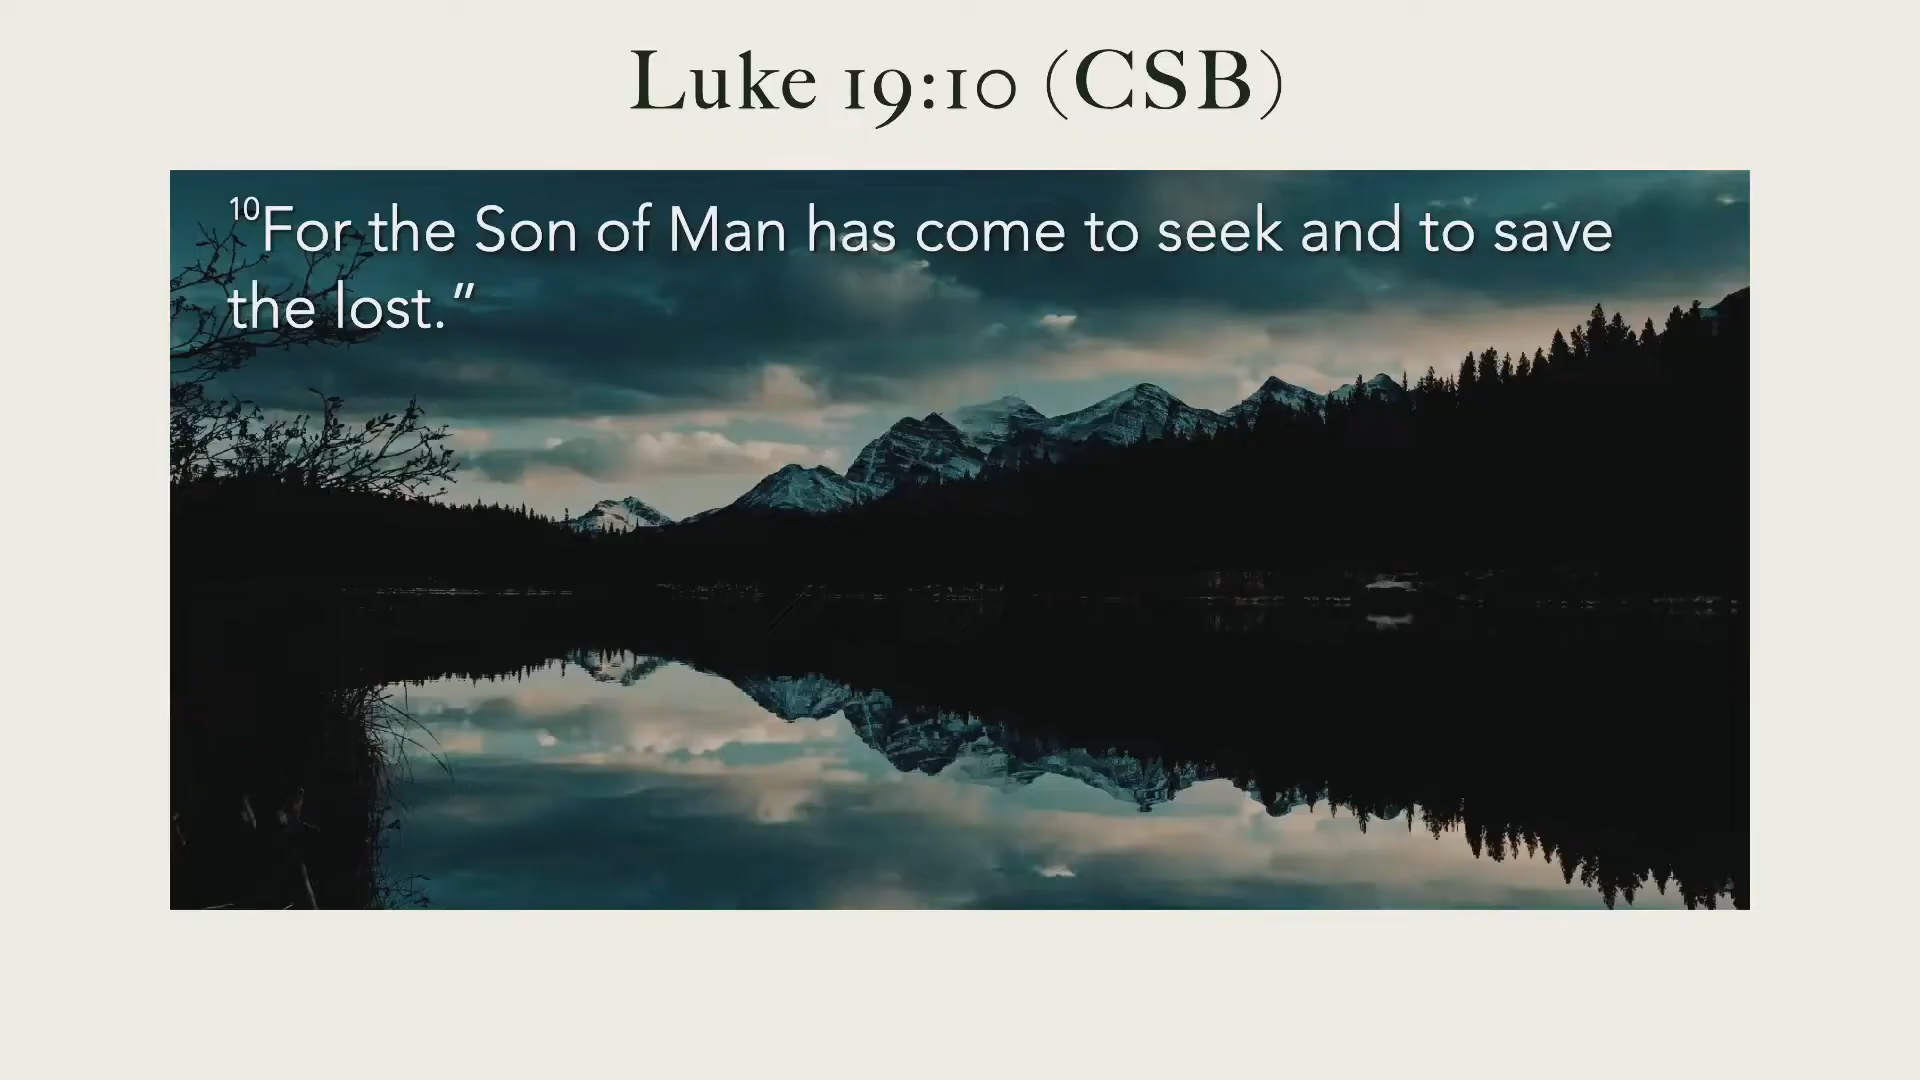 Luke 19:10 (CSB)
¹⁰For the Son of Man has come to seek and to save
the lost.”